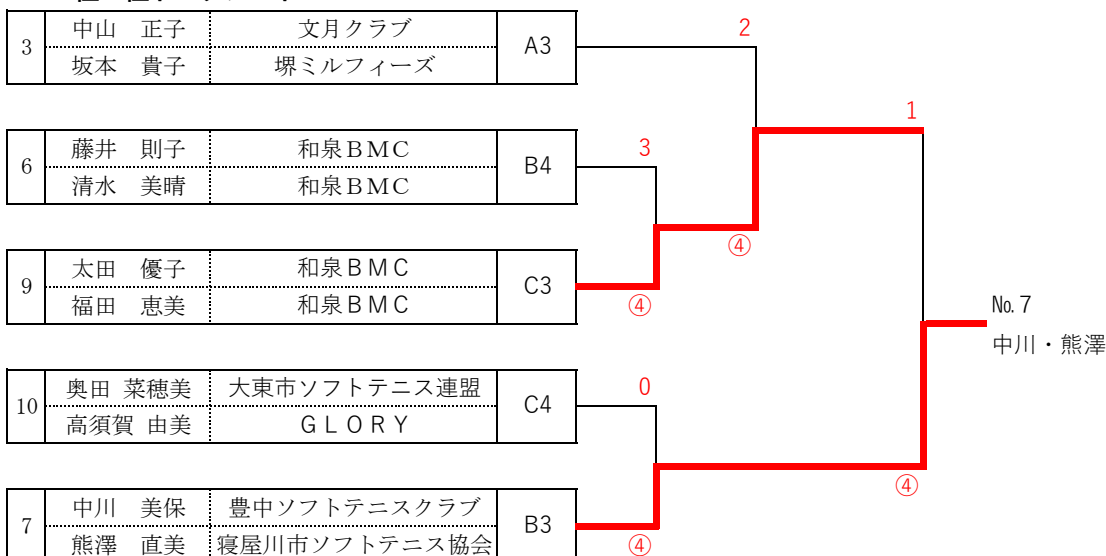 3 中山 正子 文月クラブ A3
坂本 貴子 堺ミルフィーズ
2
1
6 藤井 則子 和泉BMC B4
清水 美晴 和泉BMC
3
④
9 太田 優子 和泉BMC C3
福田 恵美 和泉BMC
④
№7
中川・熊澤
10 奥田 菜穂美 大東市ソフトテニス連盟 C4
高須賀 由美 GLORY
0
④
7 中川 美保 豊中ソフトテニスクラブ B3
熊澤 直美 寝屋川市ソフトテニス協会
④